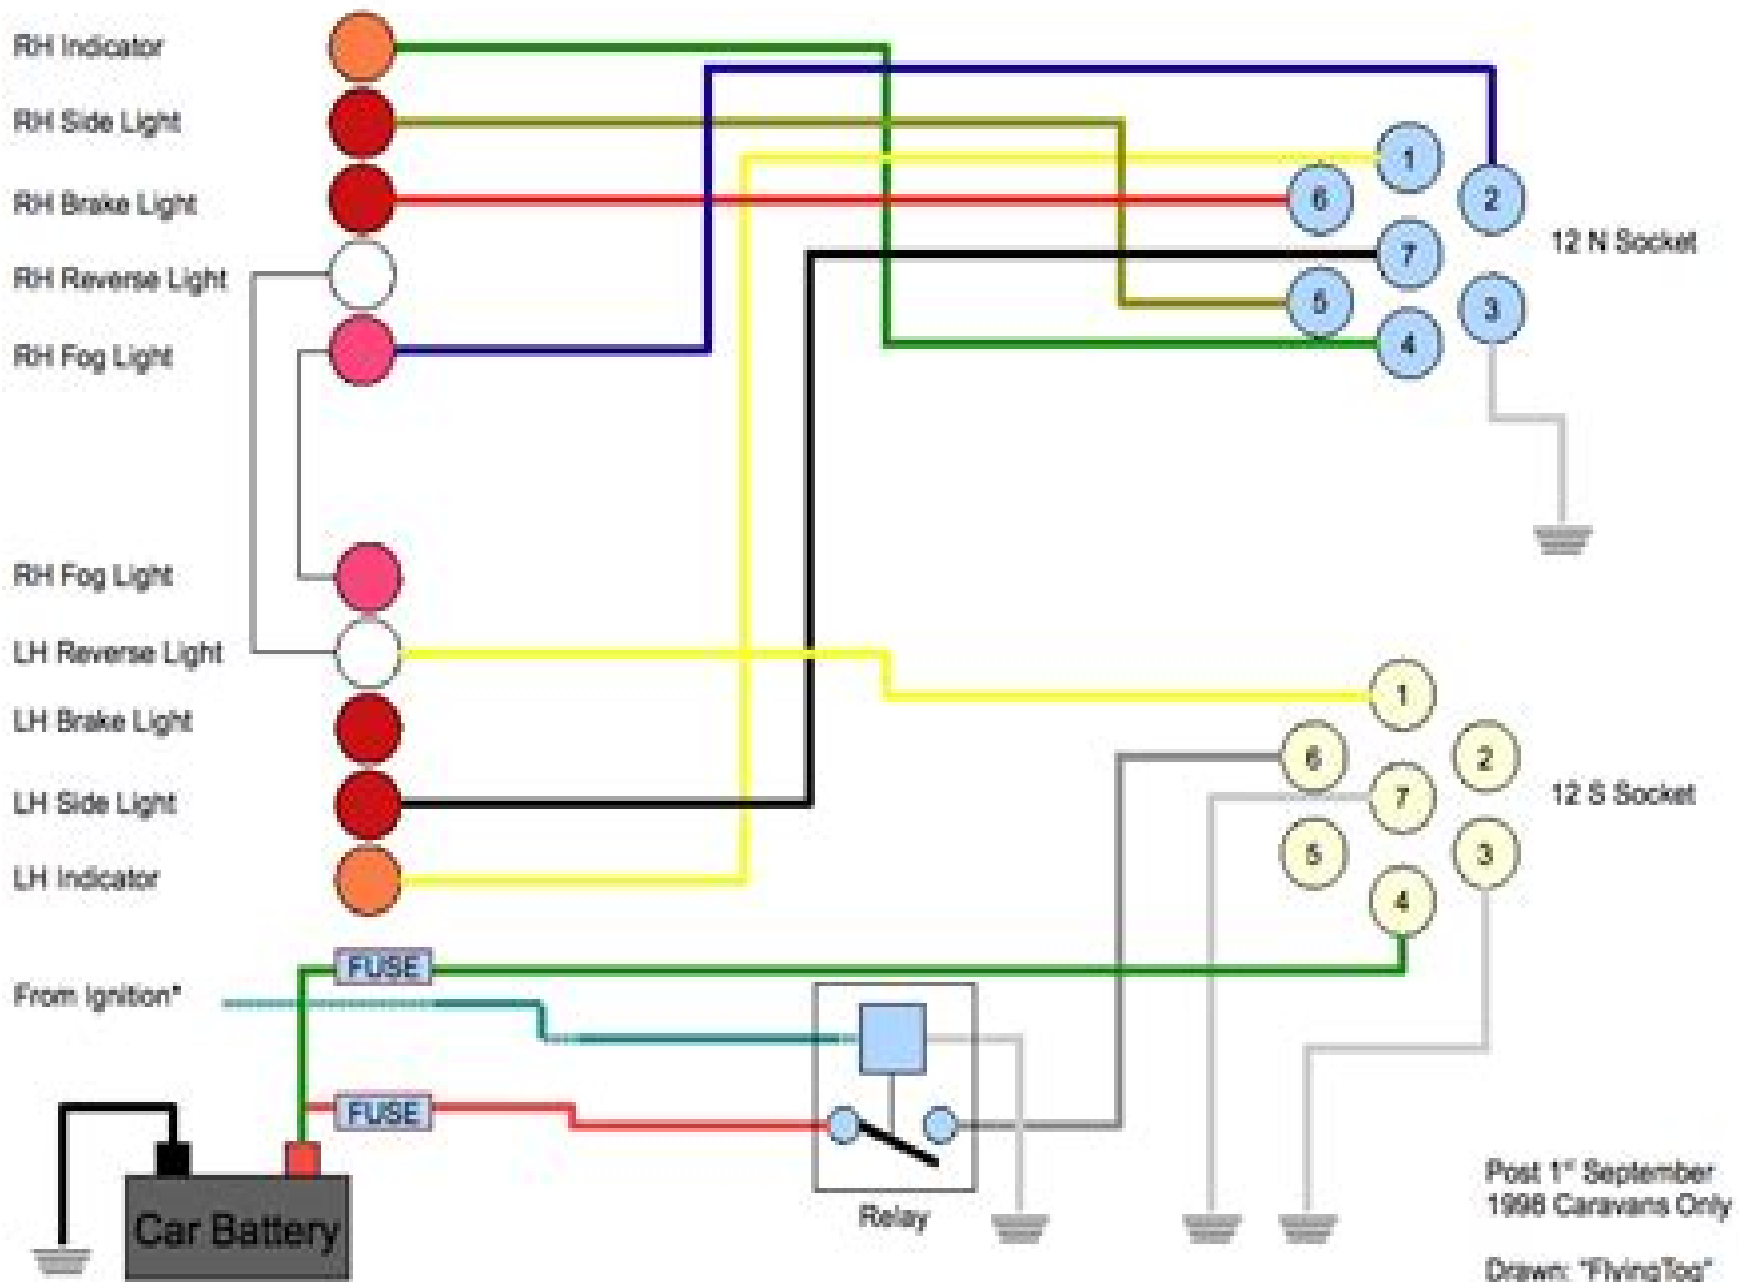 RH Indicator
RH Side Light
RH Brake Light
RH Reverse Light
RH Fog Light
1
6
2
7
5
3
4
12 N Socket
RH Fog Light
LH Reverse Light
LH Brake Light
LH Side Light
LH Indicator
1
6
2
7
5
3
4
12 S Socket
FUSE
From Ignition*
FUSE
Car Battery
Relay
Post 1st September
1998 Caravans Only
Drawn: "FlyingTog"